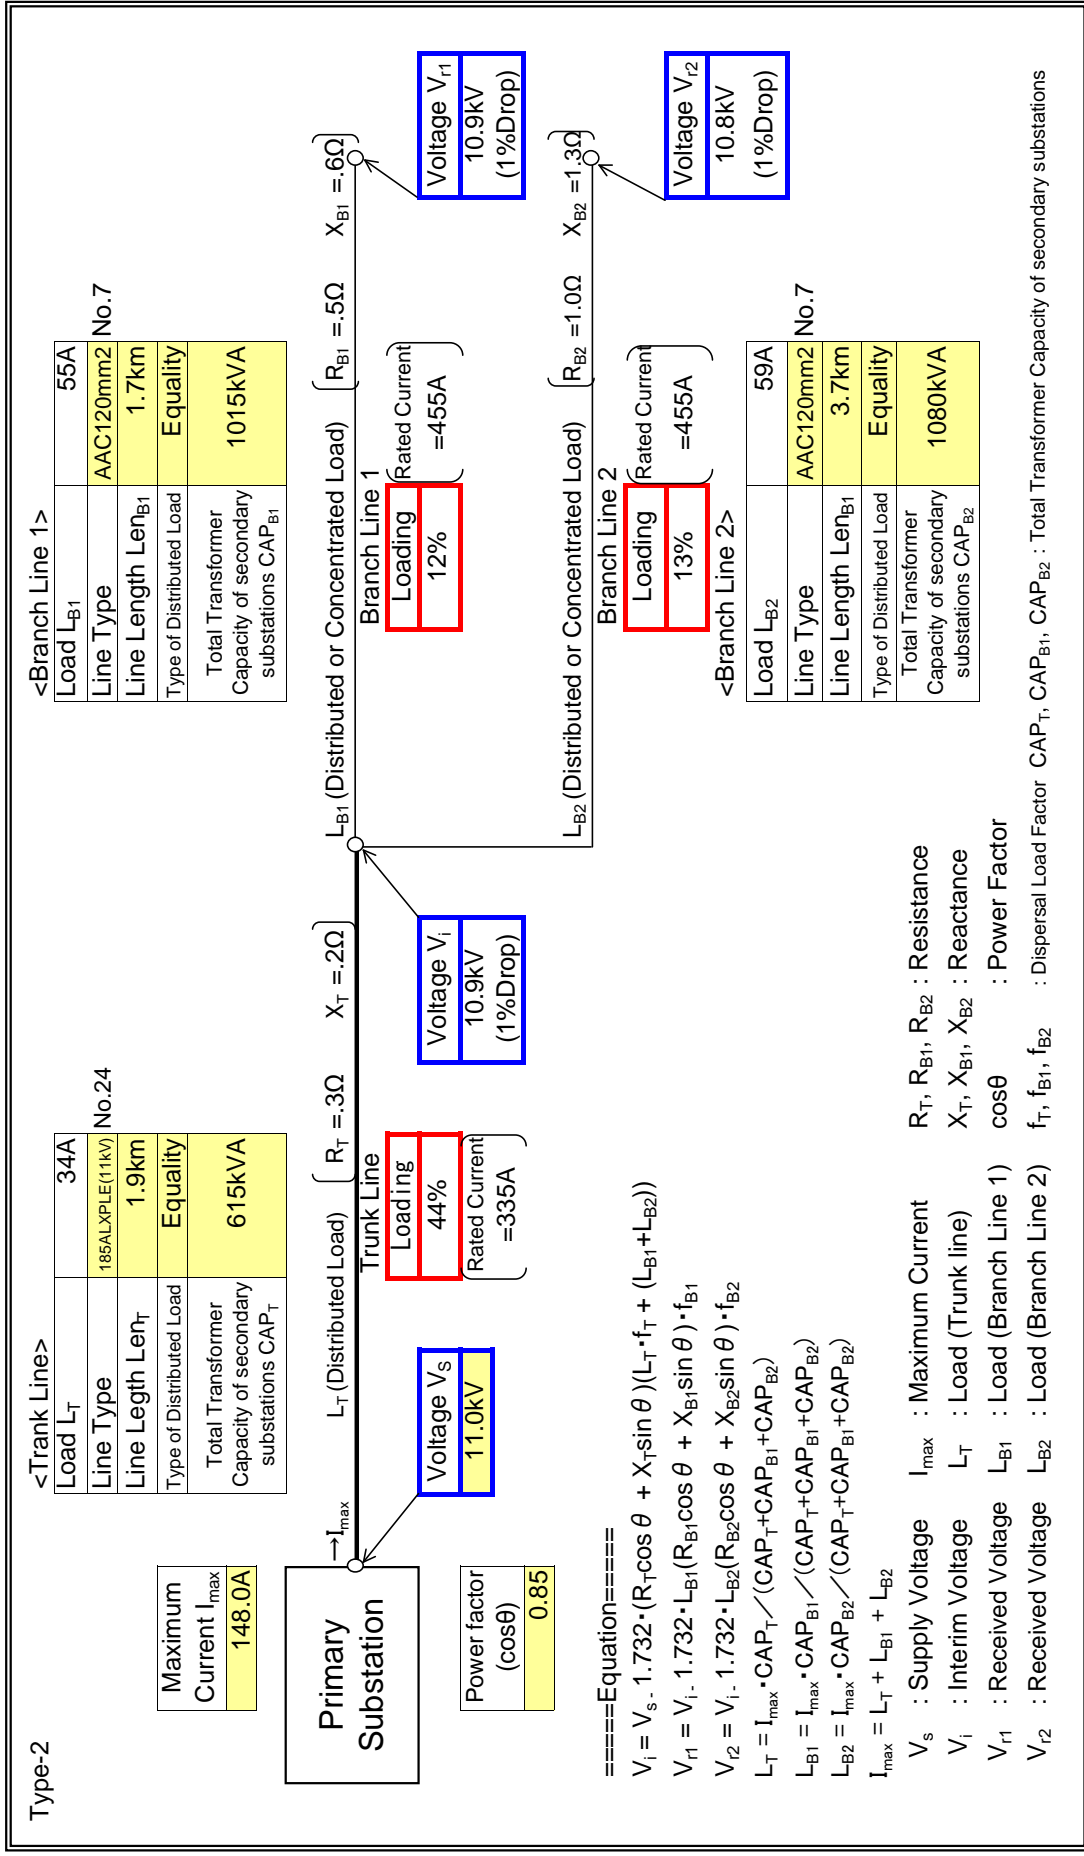 Type-2
<Trank Line>
Load LT 34A
Line Type 185ALXPLE(11kV) No.24
Line Legth LenT 1.9km
Type of Distributed Load Equality
Total Transformer
Capacity of secondary
substations CAPT
615kVA
<Branch Line 1>
Load LB1 55A
Line Type AAC120mm2 No.7
Line Length LenB1 1.7km
Type of Distributed Load Equality
Total Transformer
Capacity of secondary
substations CAPB1
1015kVA
Maximum
Current Imax
148.0A
Primary
Substation
→Imax
Power factor
(cosθ)
0.85
Voltage VS
11.0kV
LT (Distributed Load)
RT =.3Ω XT =.2Ω
Trunk Line
Loading
44%
Rated Current
=335A
Voltage Vi
10.9kV
(1%Drop)
LB1 (Distributed or Concentrated Load)
RB1 =.5Ω XB1 =.6Ω
Branch Line 1
Loading
12%
Rated Current
=455A
Voltage Vr1
10.9kV
(1%Drop)
LB2 (Distributed or Concentrated Load)
RB2 =1.0Ω XB2 =1.3Ω
Branch Line 2
Loading
13%
Rated Current
=455A
Voltage Vr2
10.8kV
(1%Drop)
<Branch Line 2>
Load LB2 59A
Line Type AAC120mm2 No.7
Line Length LenB1 3.7km
Type of Distributed Load Equality
Total Transformer
Capacity of secondary
substations CAPB2
1080kVA
=====Equation=====
Vi = Vs - 1.732･(RTcosθ + XTsinθ)(LT･fT + (LB1+LB2))
Vr1 = Vi - 1.732･LB1(RB1cosθ + XB1sinθ)･fB1
Vr2 = Vi - 1.732･LB2(RB2cosθ + XB2sinθ)･fB2
LT = Imax･CAPT／(CAPT+CAPB1+CAPB2)
LB1 = Imax･CAPB1／(CAPT+CAPB1+CAPB2)
LB2 = Imax･CAPB2／(CAPT+CAPB1+CAPB2)
Imax = LT + LB1 + LB2
Vs : Supply Voltage Imax : Maximum Current RT, RB1, RB2 : Resistance
Vi : Interim Voltage LT : Load (Trunk line) XT, XB1, XB2 : Reactance
Vr1 : Received Voltage LB1 : Load (Branch Line 1) cosθ : Power Factor
Vr2 : Received Voltage LB2 : Load (Branch Line 2) fT, fB1, fB2 : Dispersal Load Factor CAPT, CAPB1, CAPB2 : Total Transformer Capacity of secondary substations